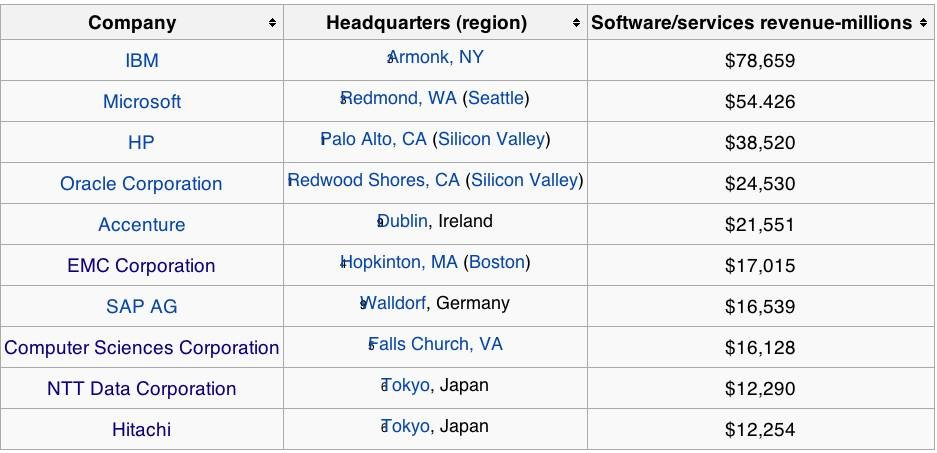 Company Headquarters (region) Software/services revenue-millions
IBM Armonk, NY $78,659
Microsoft Redmond, WA (Seattle) $54.426
HP Palo Alto, CA (Silicon Valley) $38,520
Oracle Corporation Redwood Shores, CA (Silicon Valley) $24,530
Accenture Dublin, Ireland $21,551
EMC Corporation Hopkinton, MA (Boston) $17,015
SAP AG Walldorf, Germany $16,539
Computer Sciences Corporation Falls Church, VA $16,128
NTT Data Corporation Tokyo, Japan $12,290
Hitachi Tokyo, Japan $12,254